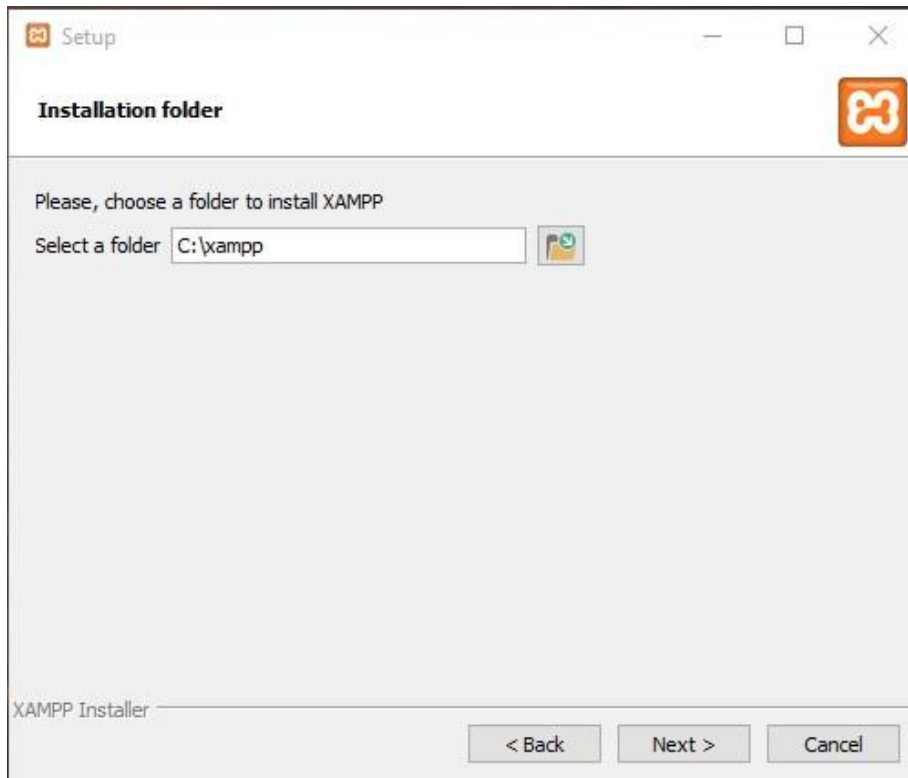 Setup
Installation folder
Please, choose a folder to install XAMPP
Select a folder C:\xampp
XAMPP Installer
< Back Next > Cancel